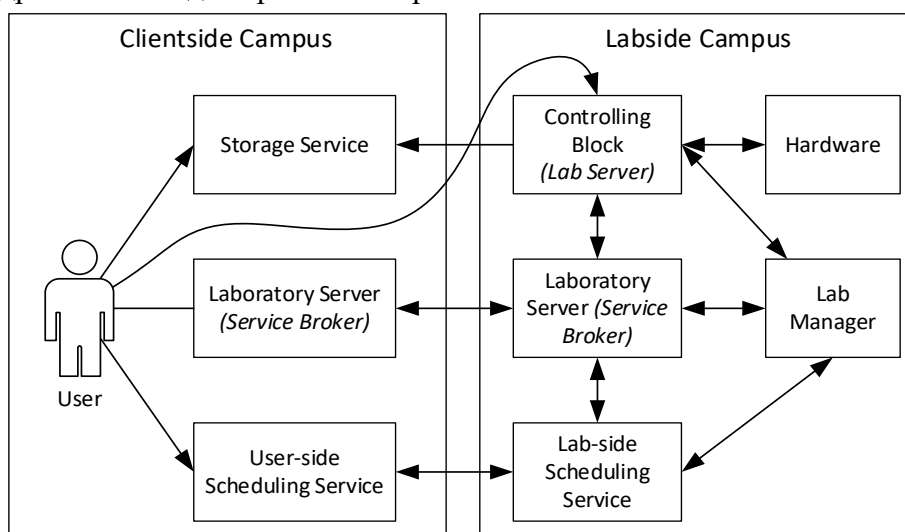 Clientside Campus
Labside Campus
Storage Service
Controlling
Block
(Lab Server)
Hardware
Laboratory Server
(Service Broker)
Laboratory
Server (Service
Broker)
Lab
Manager
User
User-side
Scheduling Service
Lab-side
Scheduling
Service